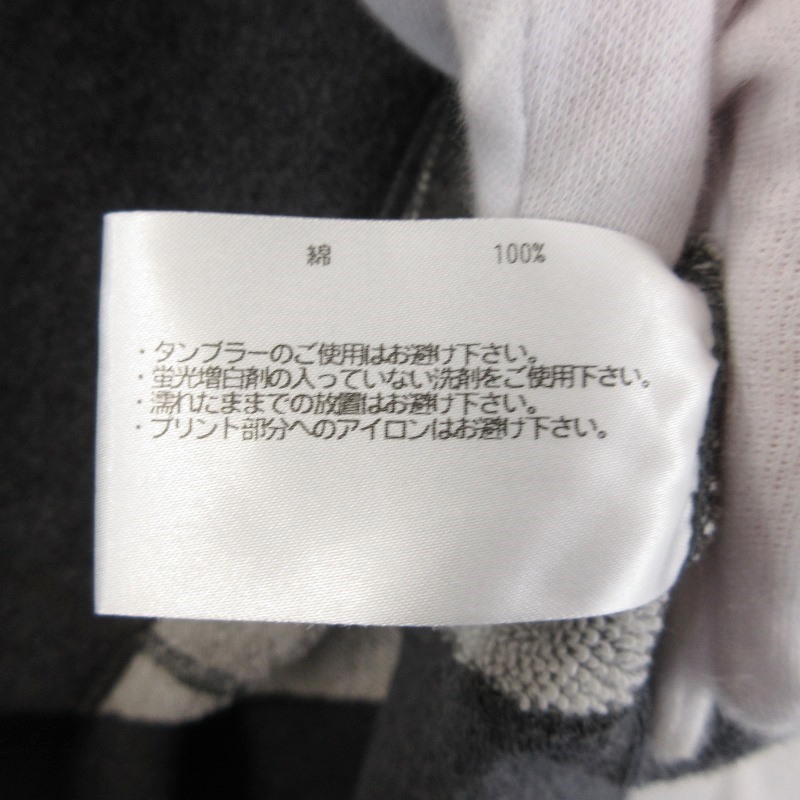 綿 100%
・タンブラーのご使用はお避け下さい。
・蛍光増白剤の入っていない洗剤をご使用下さい。
・濡れたままでの放置はお避け下さい。
・プリント部分へのアイロンはお避け下さい。